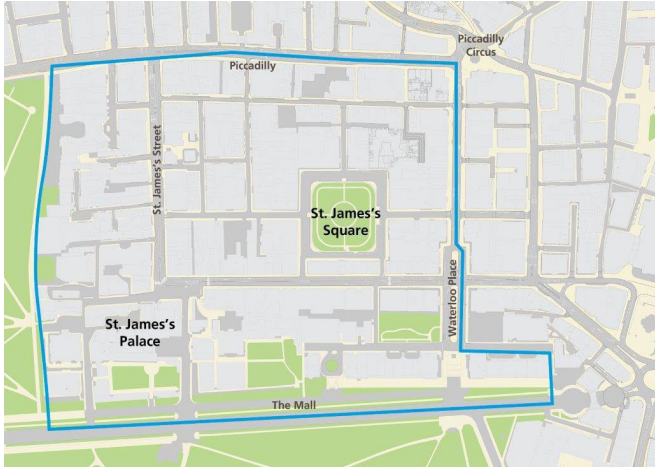 Piccadilly
Circus
Piccadilly
St. James's Street
St. James's
Square
Waterloo Place
St. James's
Palace
The Mall